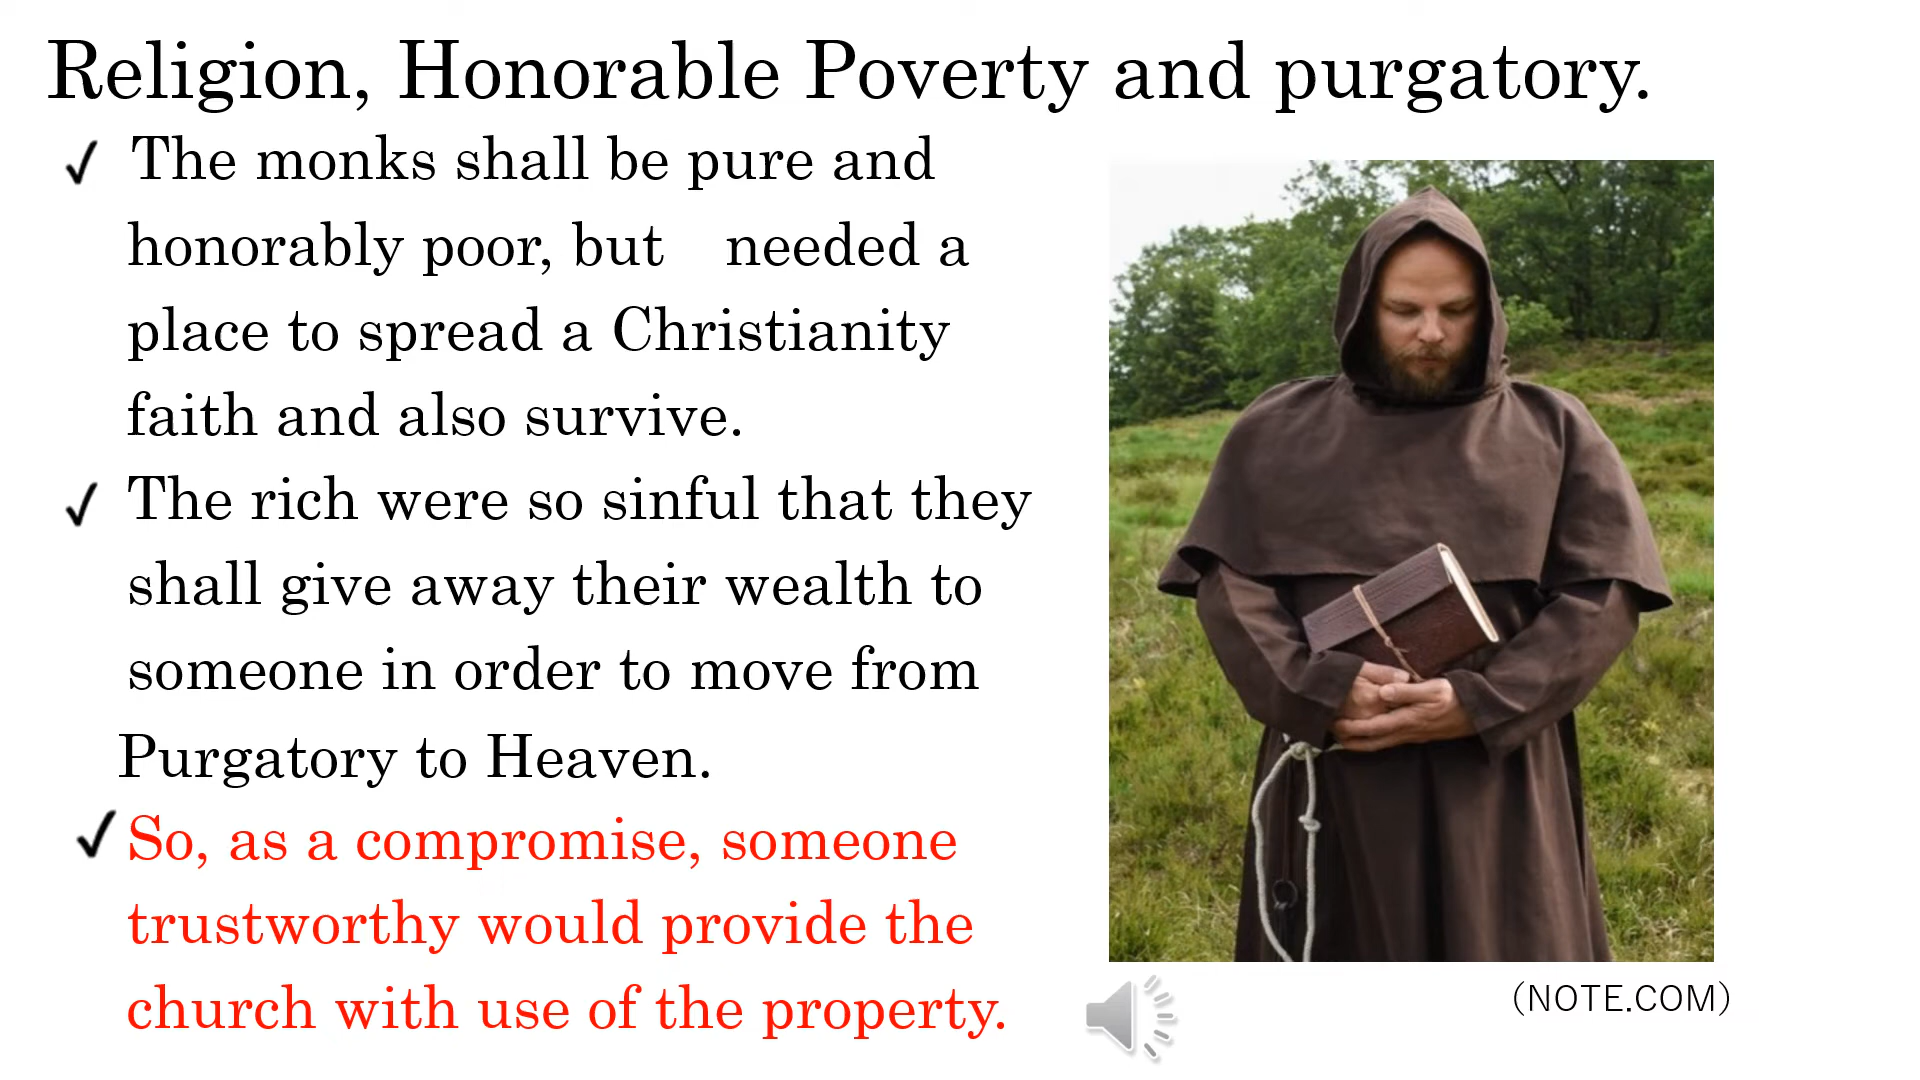 Religion, Honorable Poverty and purgatory.
✓ The monks shall be pure and
honorably poor, but needed a
place to spread a Christianity
faith and also survive.
✓ The rich were so sinful that they
shall give away their wealth to
someone in order to move from
Purgatory to Heaven.
✓ So, as a compromise, someone
trustworthy would provide the
church with use of the property.
(NOTE.COM)